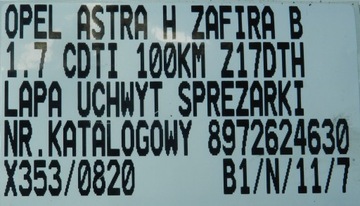 OPEL ASTRA H ZAFIRA B
1.7 CDTI 100KM Z17DTH
LAPA UCHWYT SPREZARKI
NR.KATALOGOWY 8972624630
X353/0820 B1/N/11/7